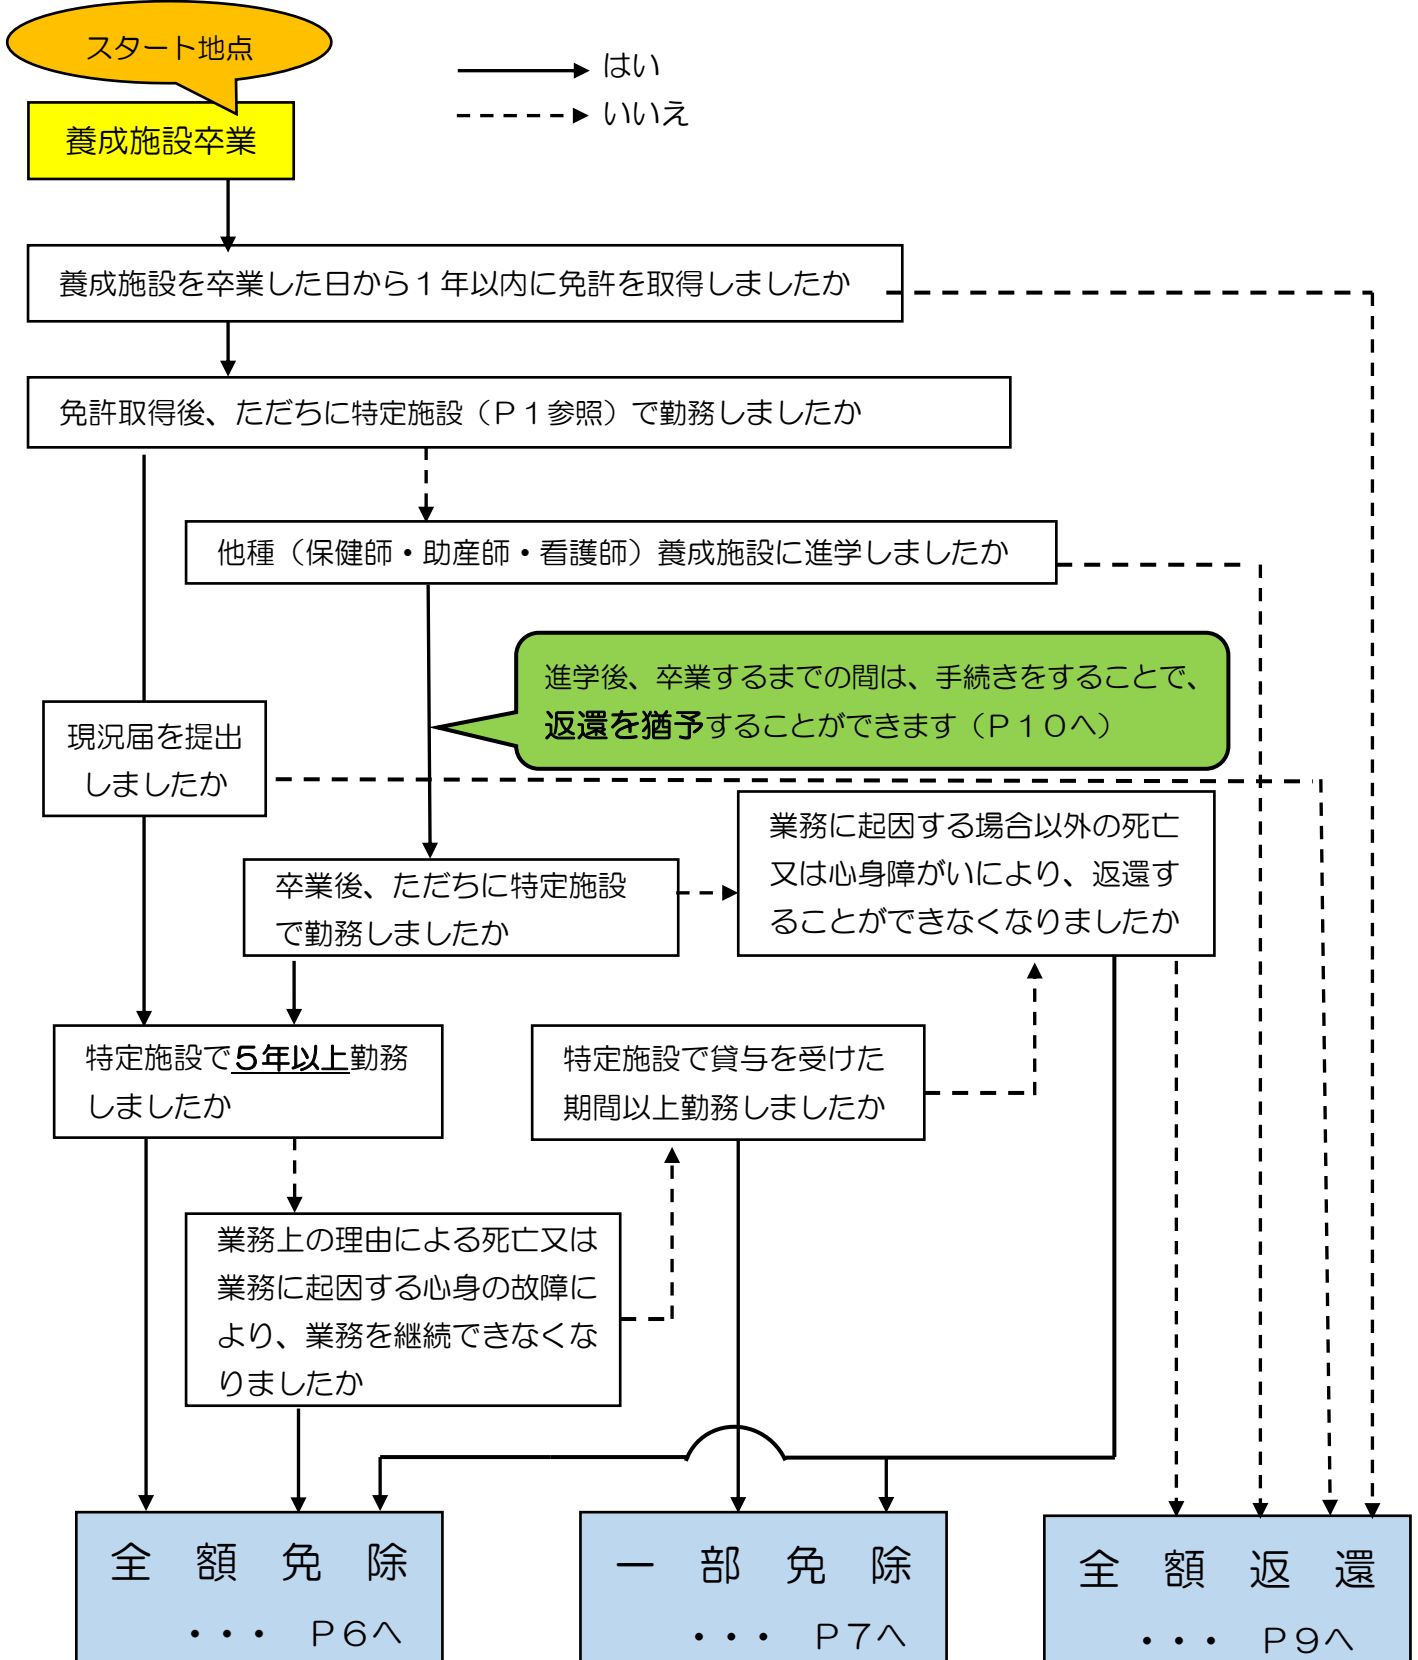 スタート地点
はい
いいえ
養成施設卒業
養成施設を卒業した日から１年以内に免許を取得しましたか
免許取得後、ただちに特定施設（Ｐ１参照）で勤務しましたか
他種（保健師・助産師・看護師）養成施設に進学しましたか
進学後、卒業するまでの間は、手続きをすることで、
返還を猶予することができます（Ｐ１０へ）
現況届を提出
しましたか
業務に起因する場合以外の死亡
又は心身障がいにより、返還す
ることができなくなりましたか
卒業後、ただちに特定施設
で勤務しましたか
特定施設で５年以上勤務
しましたか
特定施設で貸与を受けた
期間以上勤務しましたか
業務上の理由による死亡又は
業務に起因する心身の故障に
より、業務を継続できなくな
りましたか
全額免除
・・・　Ｐ６へ
一部免除
・・・　Ｐ７へ
全額返還
・・・　Ｐ９へ